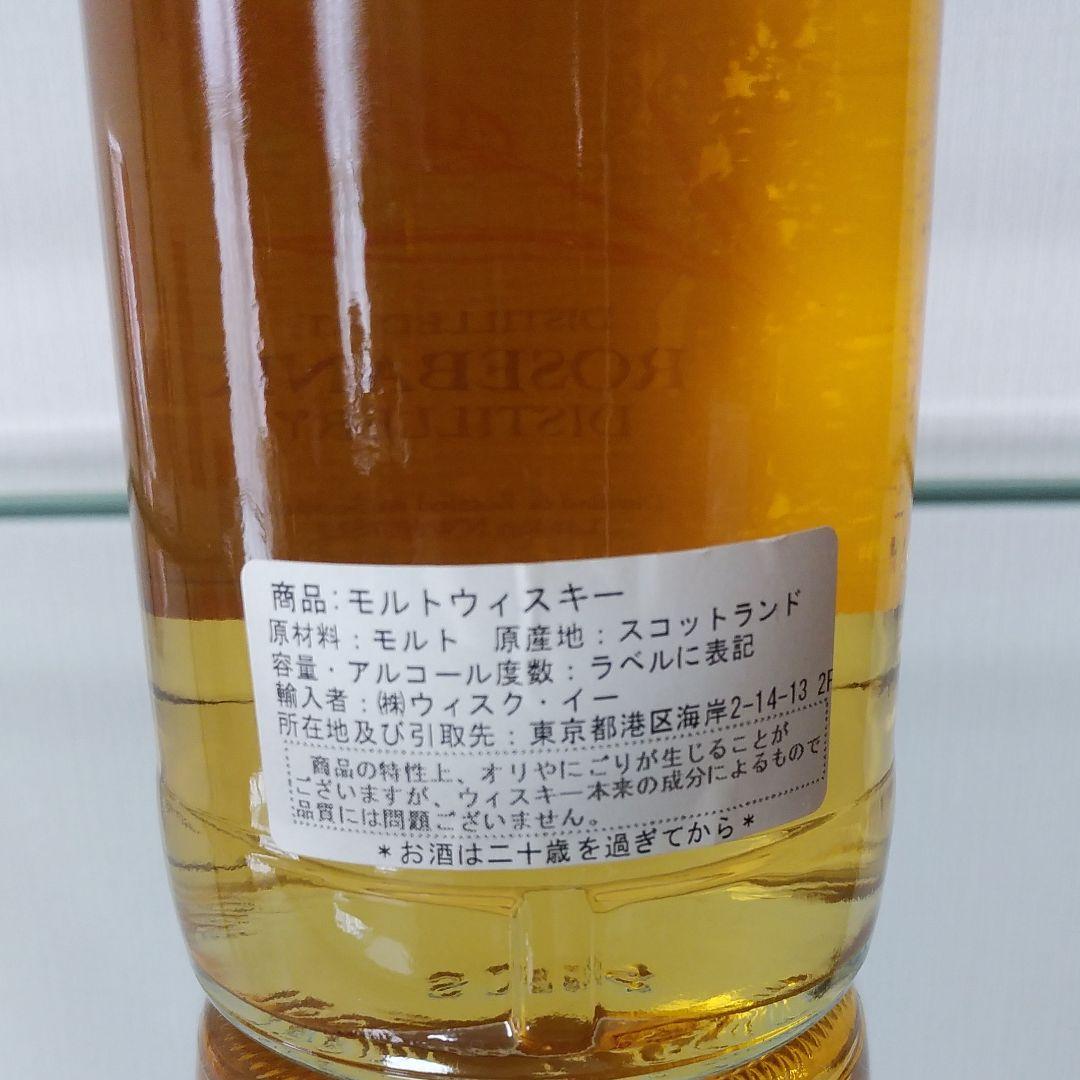 DISTILLED AT
ROSEBANK
DISTILLERY
商品:モルトウィスキー
原材料:モルト 原産地:スコットランド
容量・アルコール度数:ラベルに表記
輸入者:㈱ウィスク・イー
所在地及び引取先:東京都港区海岸2-14-13 2F
商品の特性上、オリやにごりが生じることが
ございますが、ウィスキー本来の成分によるもので
品質には問題ございません。
*お酒は二十歳を過ぎてから*